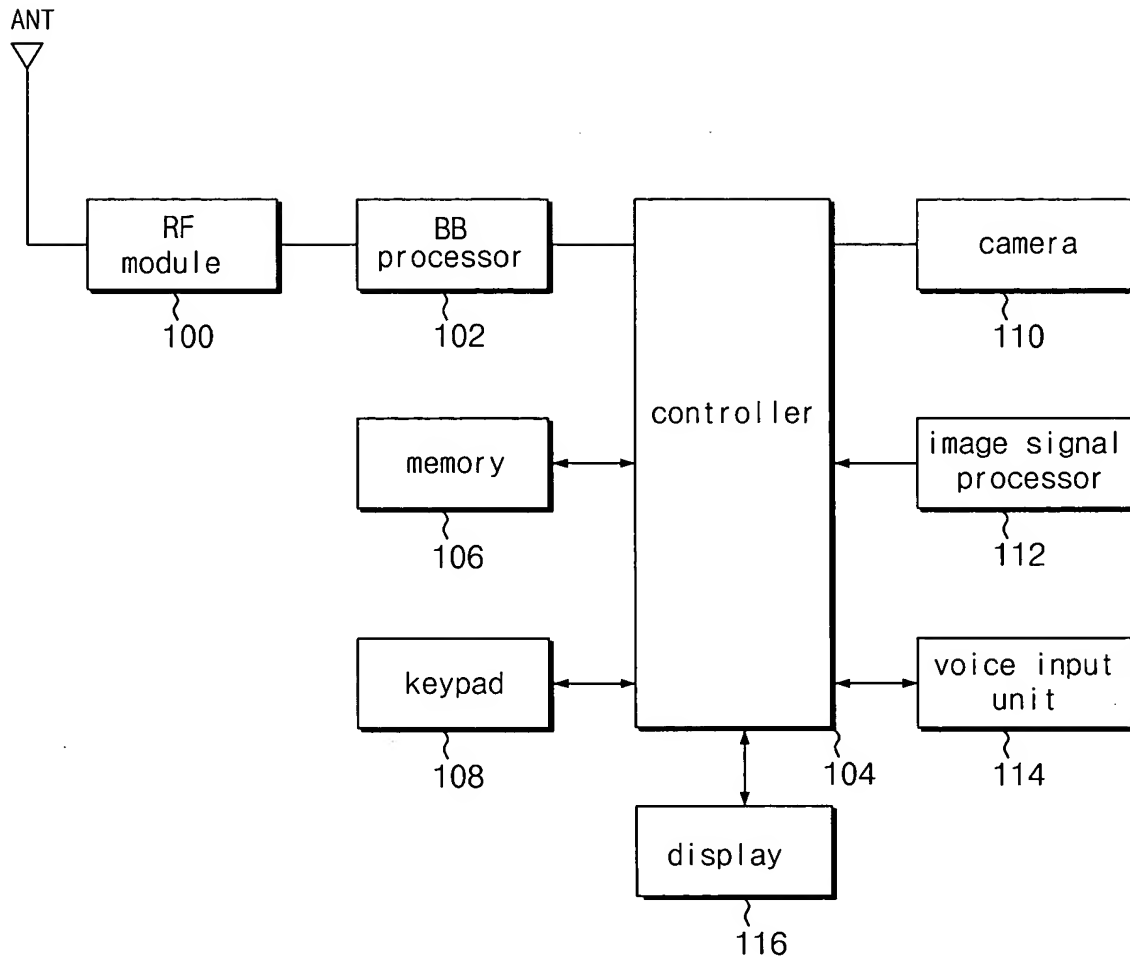 ANT
RF
module
100
BB
processor
102
controller
104
camera
110
memory
106
image signal
processor
112
keypad
108
voice input
unit
114
display
116